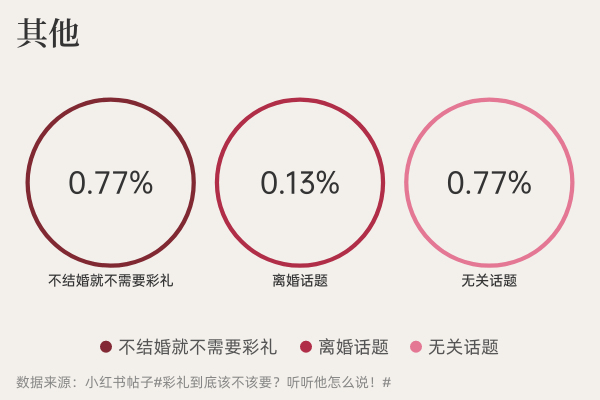 其他
0.77% 0.13% 0.77%
不结婚就不需要彩礼 离婚话题 无关话题
不结婚就不需要彩礼 离婚话题 无关话题
数据来源：小红书帖子#彩礼到底该不该要？听听他怎么说！#